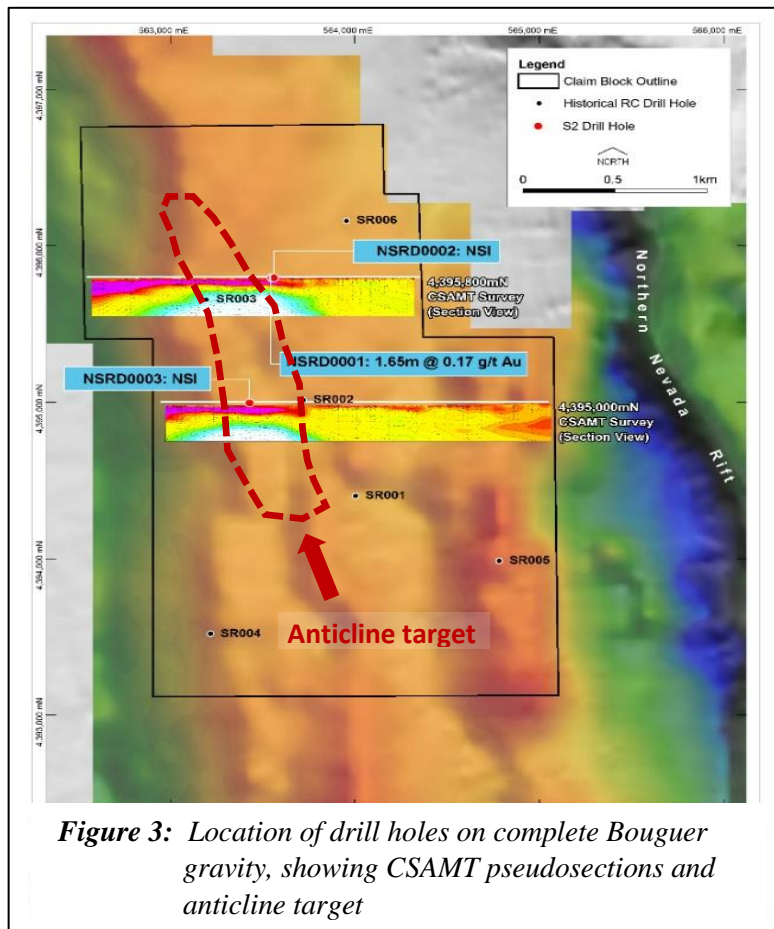 563,000 mE
564,000 mE
565,000 mE
566,000 mE
4,397,000 mN
Legend
Claim Block Outline
Historical RC Drill Hole
S2 Drill Hole
NORTH
0 0.5 1km
SR006
4,396,000 mN
NSRD0002: NSI
4,395,800mN
CSAMT Survey
(Section View)
SR003
Northern Nevada Rift
NSRD0001: 1.65m @ 0.17 g/t Au
NSRD0003: NSI
SR002
4,395,000 mN
4,395,000mN
CSAMT Survey
(Section View)
SR001
4,394,000 mN
SR005
SR004
Anticline target
4,393,000 mN
Figure 3: Location of drill holes on complete Bouguer
gravity, showing CSAMT pseudosections and
anticline target